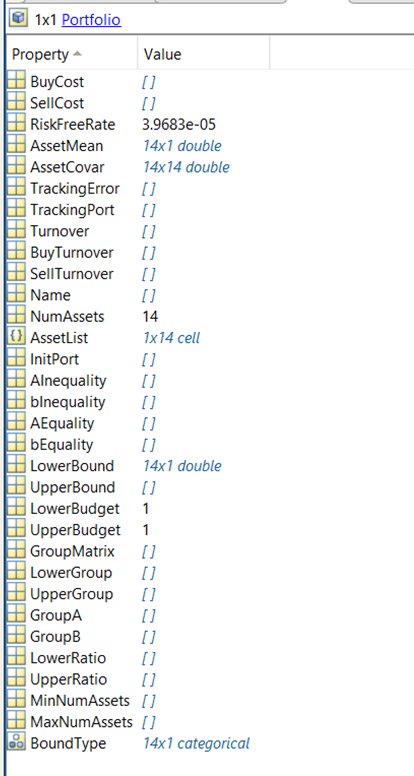 1x1 Portfolio
Property Value
BuyCost [ ]
SellCost [ ]
RiskFreeRate 3.9683e-05
AssetMean 14x1 double
AssetCovar 14x14 double
TrackingError [ ]
TrackingPort [ ]
Turnover [ ]
BuyTurnover [ ]
SellTurnover [ ]
Name [ ]
NumAssets 14
AssetList 1x14 cell
InitPort [ ]
AInequality [ ]
bInequality [ ]
AEquality [ ]
bEquality [ ]
LowerBound 14x1 double
UpperBound [ ]
LowerBudget 1
UpperBudget 1
GroupMatrix [ ]
LowerGroup [ ]
UpperGroup [ ]
GroupA [ ]
GroupB [ ]
LowerRatio [ ]
UpperRatio [ ]
MinNumAssets [ ]
MaxNumAssets [ ]
BoundType 14x1 categorical